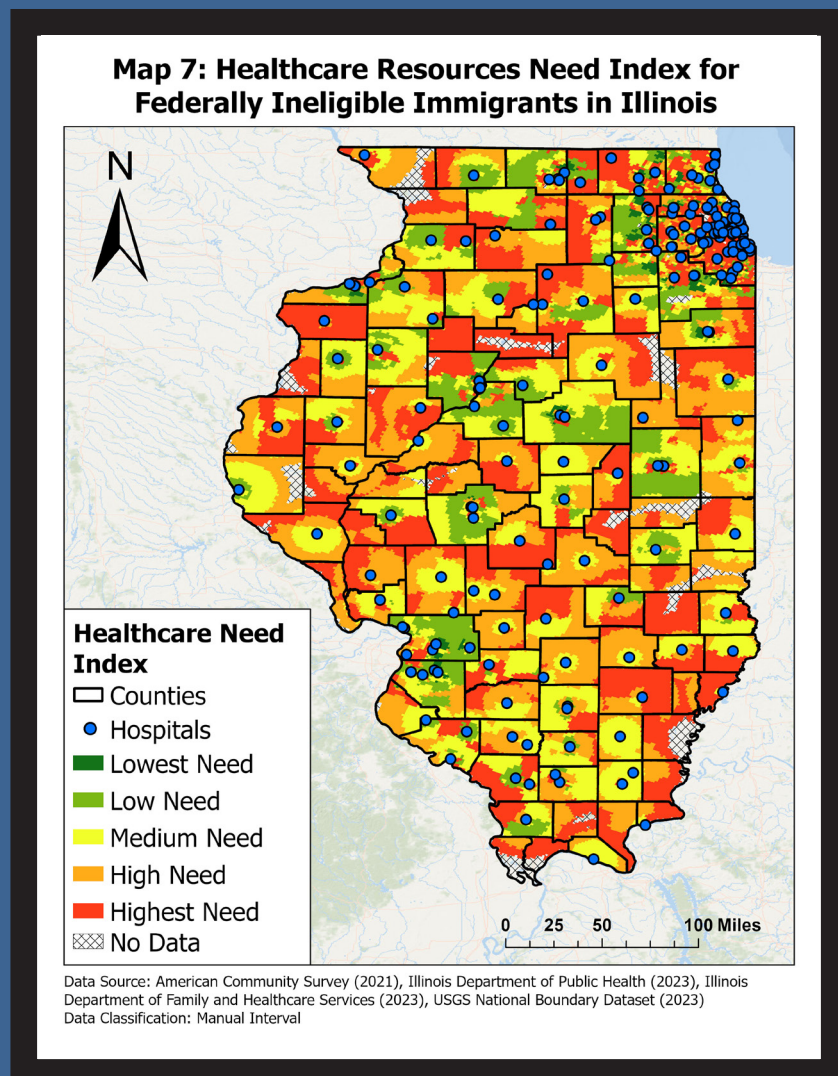 Map 7: Healthcare Resources Need Index for
Federally Ineligible Immigrants in Illinois
N
Healthcare Need
Index
Counties
Hospitals
Lowest Need
Low Need
Medium Need
High Need
Highest Need
No Data
0 25 50 100 Miles
Data Source: American Community Survey (2021), Illinois Department of Public Health (2023), Illinois
Department of Family and Healthcare Services (2023), USGS National Boundary Dataset (2023)
Data Classification: Manual Interval